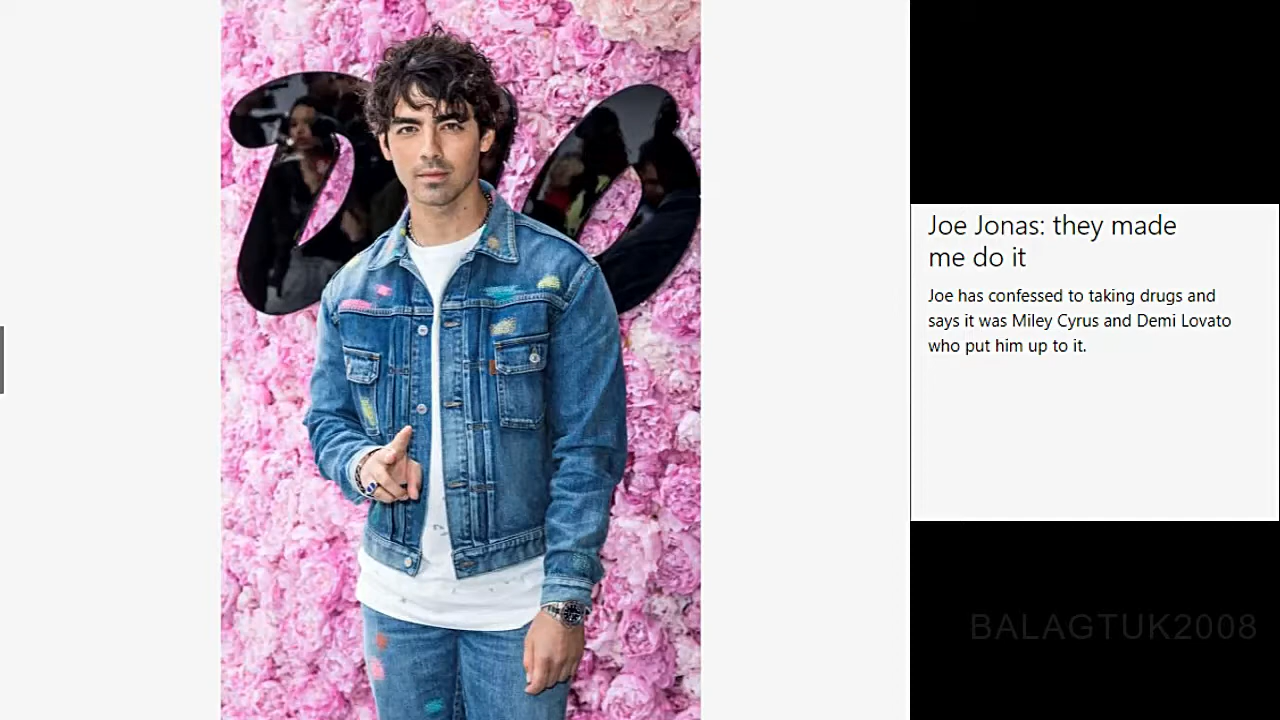 Joe Jonas: they made
me do it
Joe has confessed to taking drugs and
says it was Miley Cyrus and Demi Lovato
who put him up to it.
BALAGTUK2008